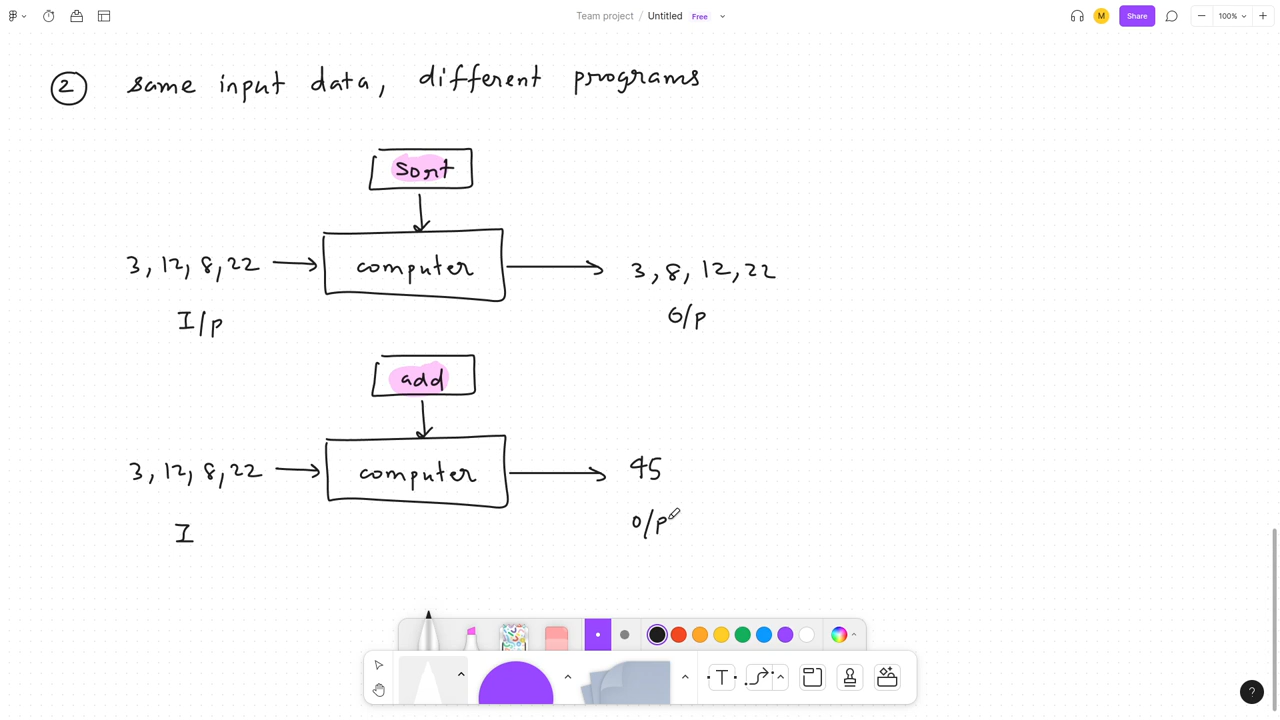 Team project / Untitled Free
M
Share
100%
2 same input data, different programs
sort
3, 12, 8, 22
computer
3, 8, 12, 22
I/p
O/p
add
3, 12, 8, 22
computer
45
I
O/p
T
?